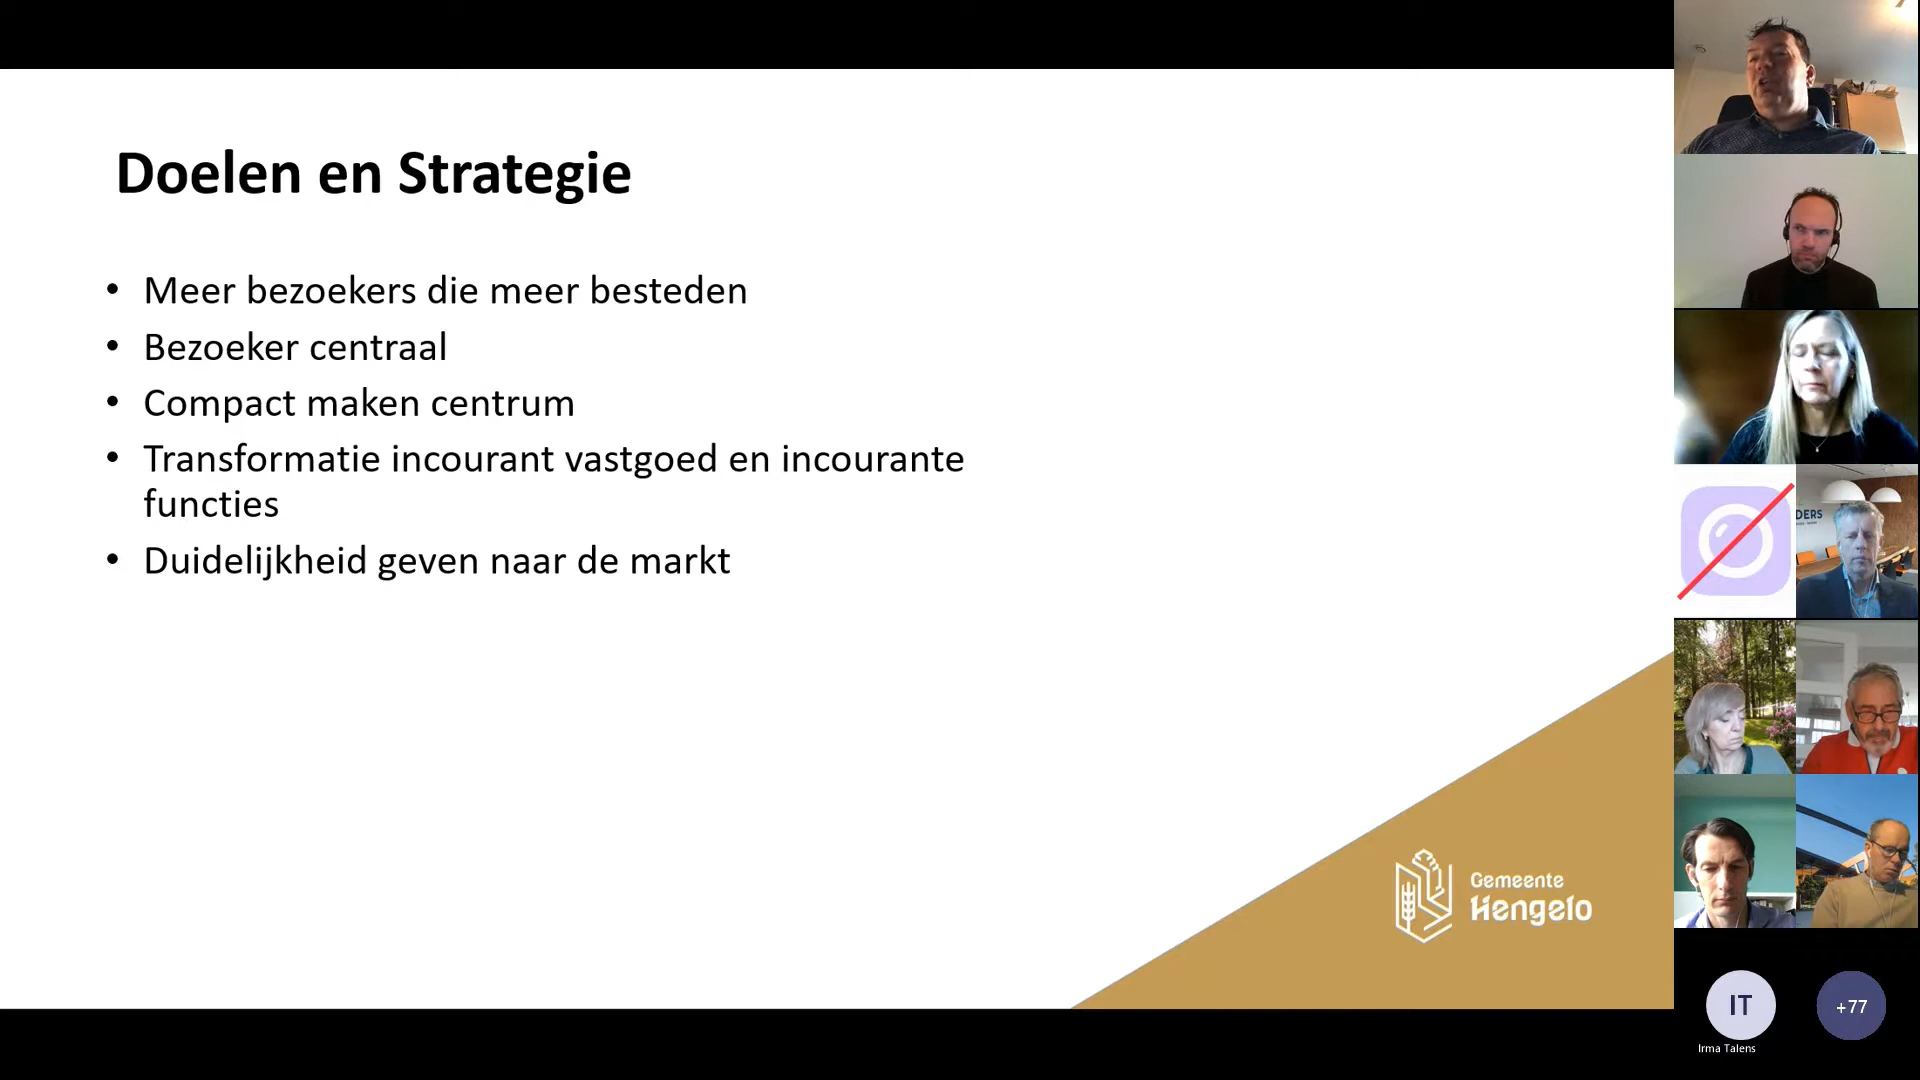 Doelen en Strategie
• Meer bezoekers die meer besteden
• Bezoeker centraal
• Compact maken centrum
• Transformatie incourant vastgoed en incourante
functies
• Duidelijkheid geven naar de markt
Gemeente
Hengelo
DERS
IT
+77
Irma Talens